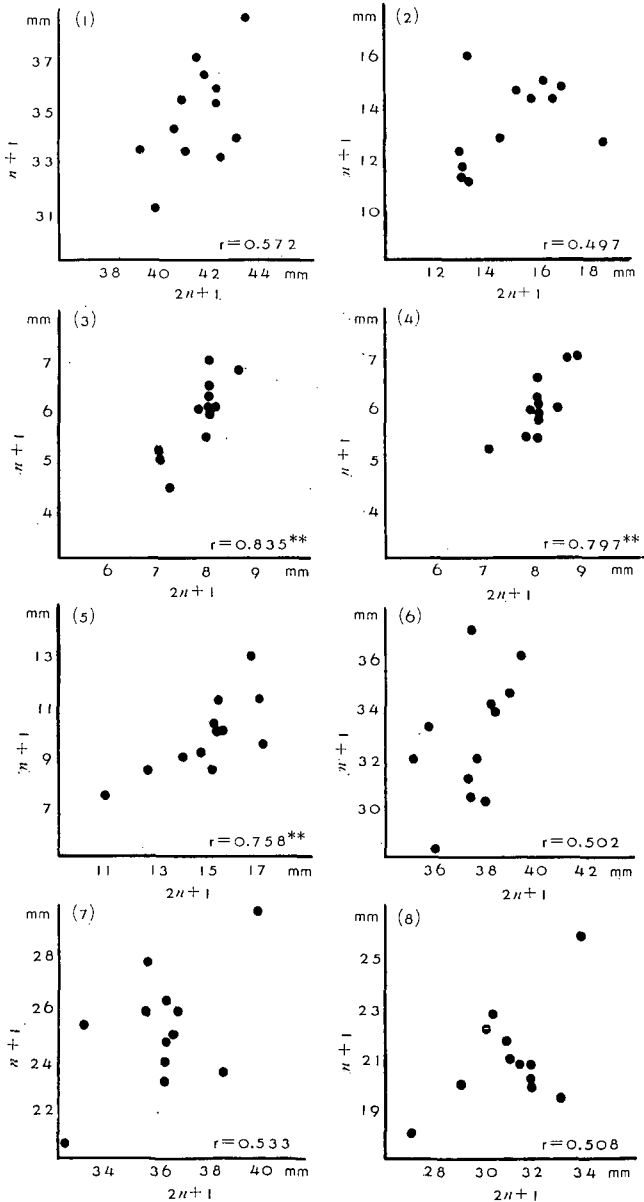 mm (1)
37
35
33
31
n+1
r=0.572
38 40 42 44 mm
2n+1
mm (2)
16
14
12
10
n+1
r=0.497
12 14 16 18 mm
2n+1
mm (3)
7
6
5
4
n+1
r=0.835**
6 7 8 9 mm
2n+1
mm (4)
7
6
5
4
n+1
r=0.797**
6 7 8 9 mm
2n+1
mm (5)
13
11
9
7
n+1
r=0.758**
11 13 15 17 mm
2n+1
mm (6)
36
34
32
30
n+1
r=0.502
36 38 40 42 mm
2n+1
mm (7)
28
26
24
22
n+1
r=0.533
34 36 38 40 mm
2n+1
mm (8)
25
23
21
19
n+1
r=0.508
28 30 32 34 mm
2n+1